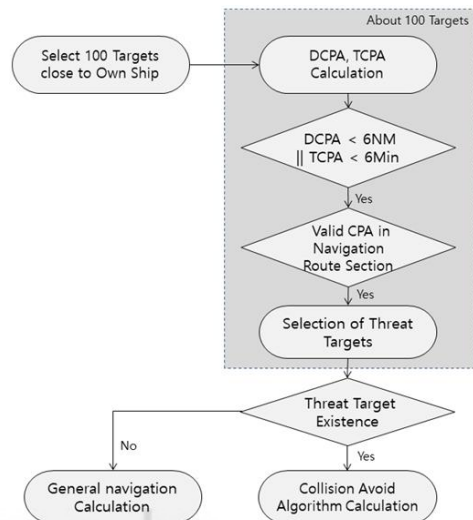 About 100 Targets
Select 100 Targets
close to Own Ship
DCPA, TCPA
Calculation
DCPA < 6NM
|| TCPA < 6Min
Yes
Valid CPA in
Navigation
Route Section
Yes
Selection of Threat
Targets
Threat Target
Existence
No
Yes
General navigation
Calculation
Collision Avoid
Algorithm Calculation